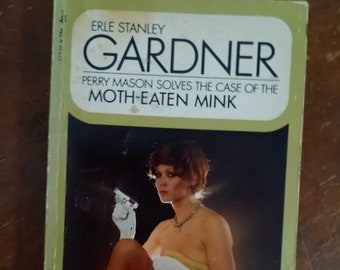 ERLE STANLEY
GARDNER
PERRY MASON SOLVES THE CASE OF THE
MOTH-EATEN MINK